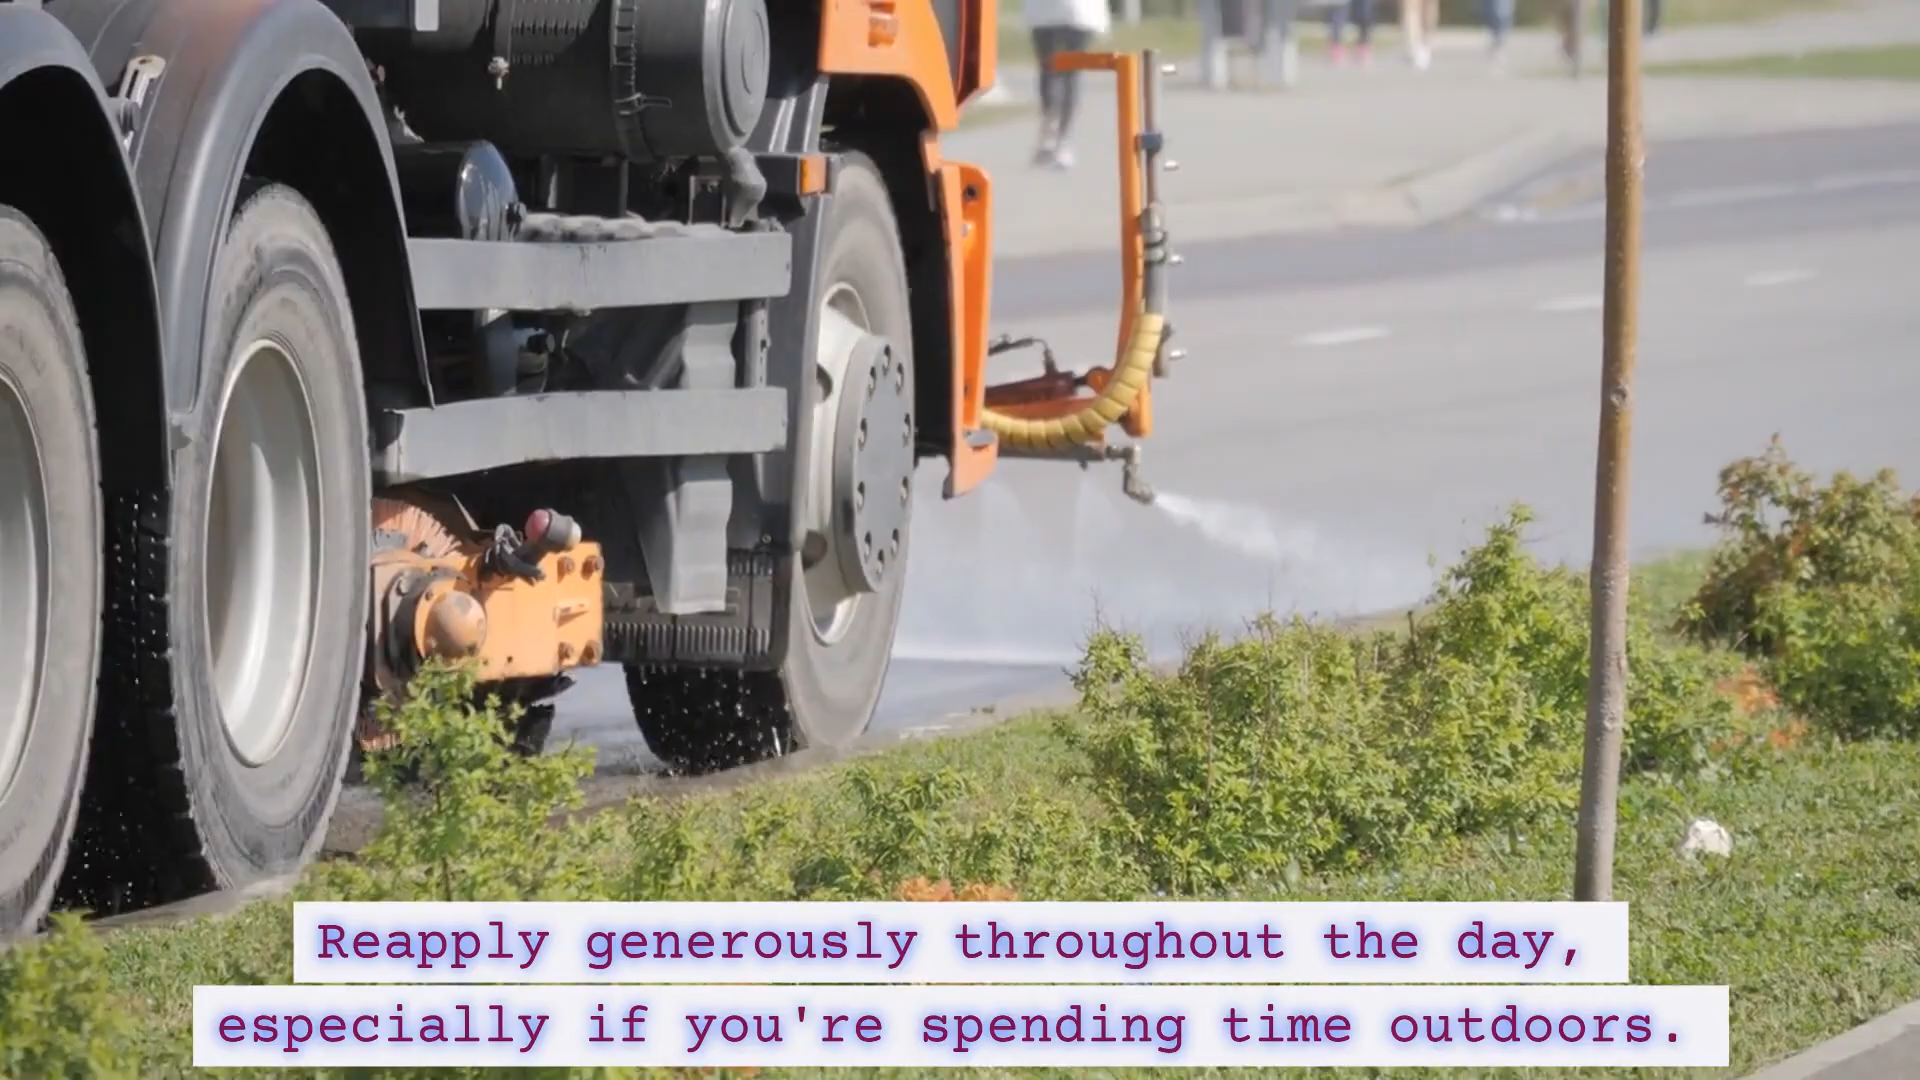 Reapply generously throughout the day,
especially if you're spending time outdoors.